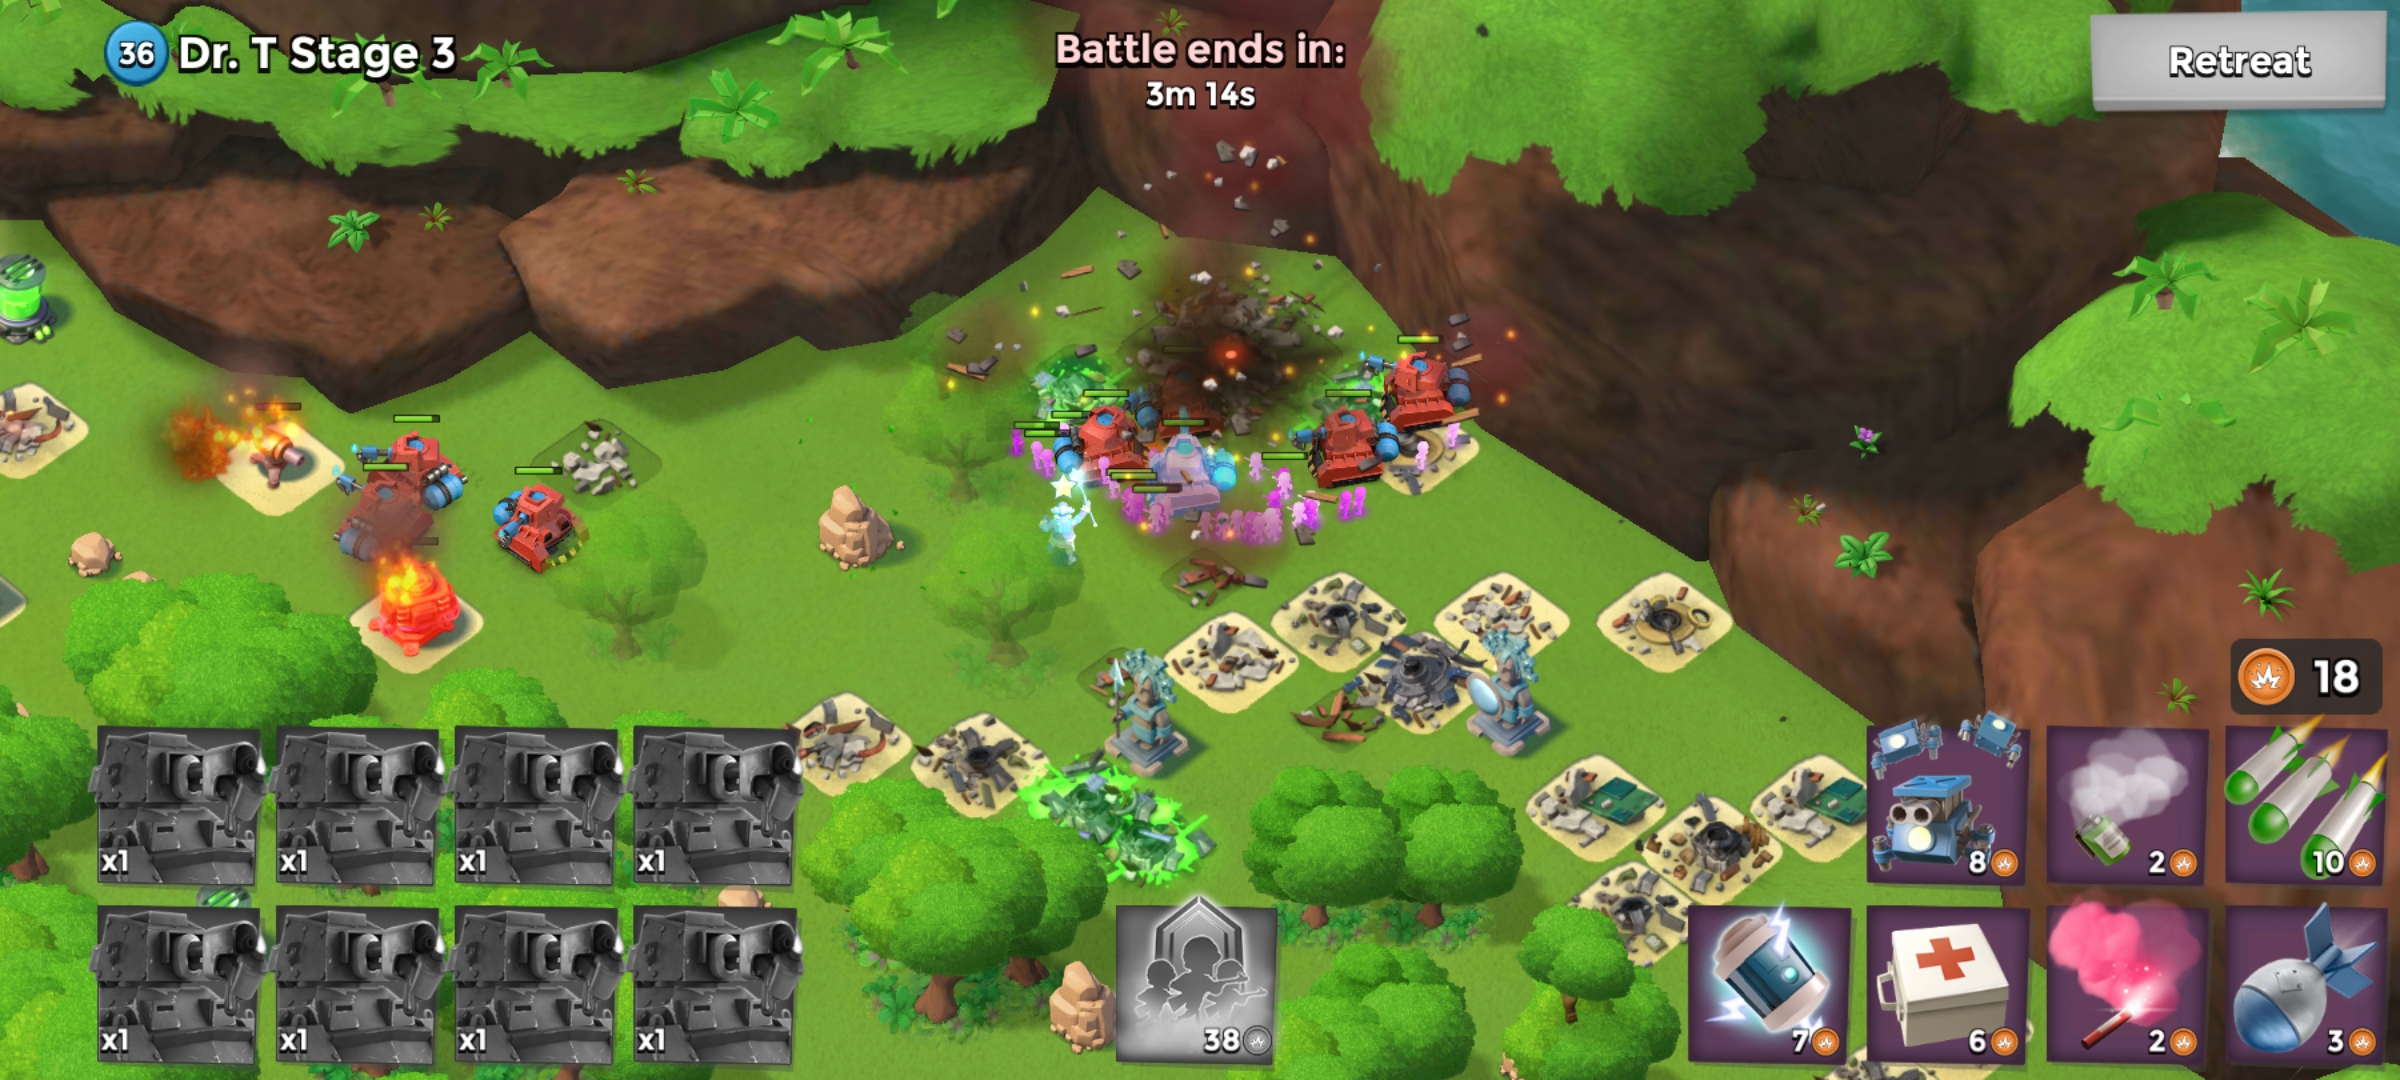 36 Dr. T Stage 3
Battle ends in:
3m 14s
Retreat
18
8 2 10
x1 x1 x1 x1
x1 x1 x1 x1
38 7 6 2 3